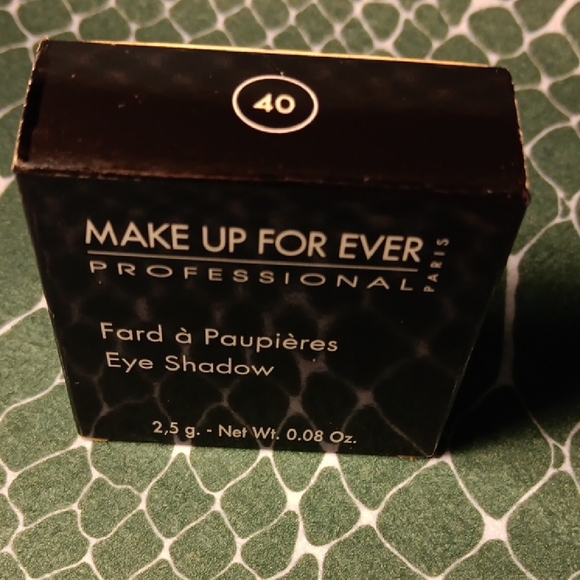 40
MAKE UP FOR EVER
PROFESSIONAL
PARIS
Fard à Paupières
Eye Shadow
2,5 g. - Net Wt. 0.08 Oz.